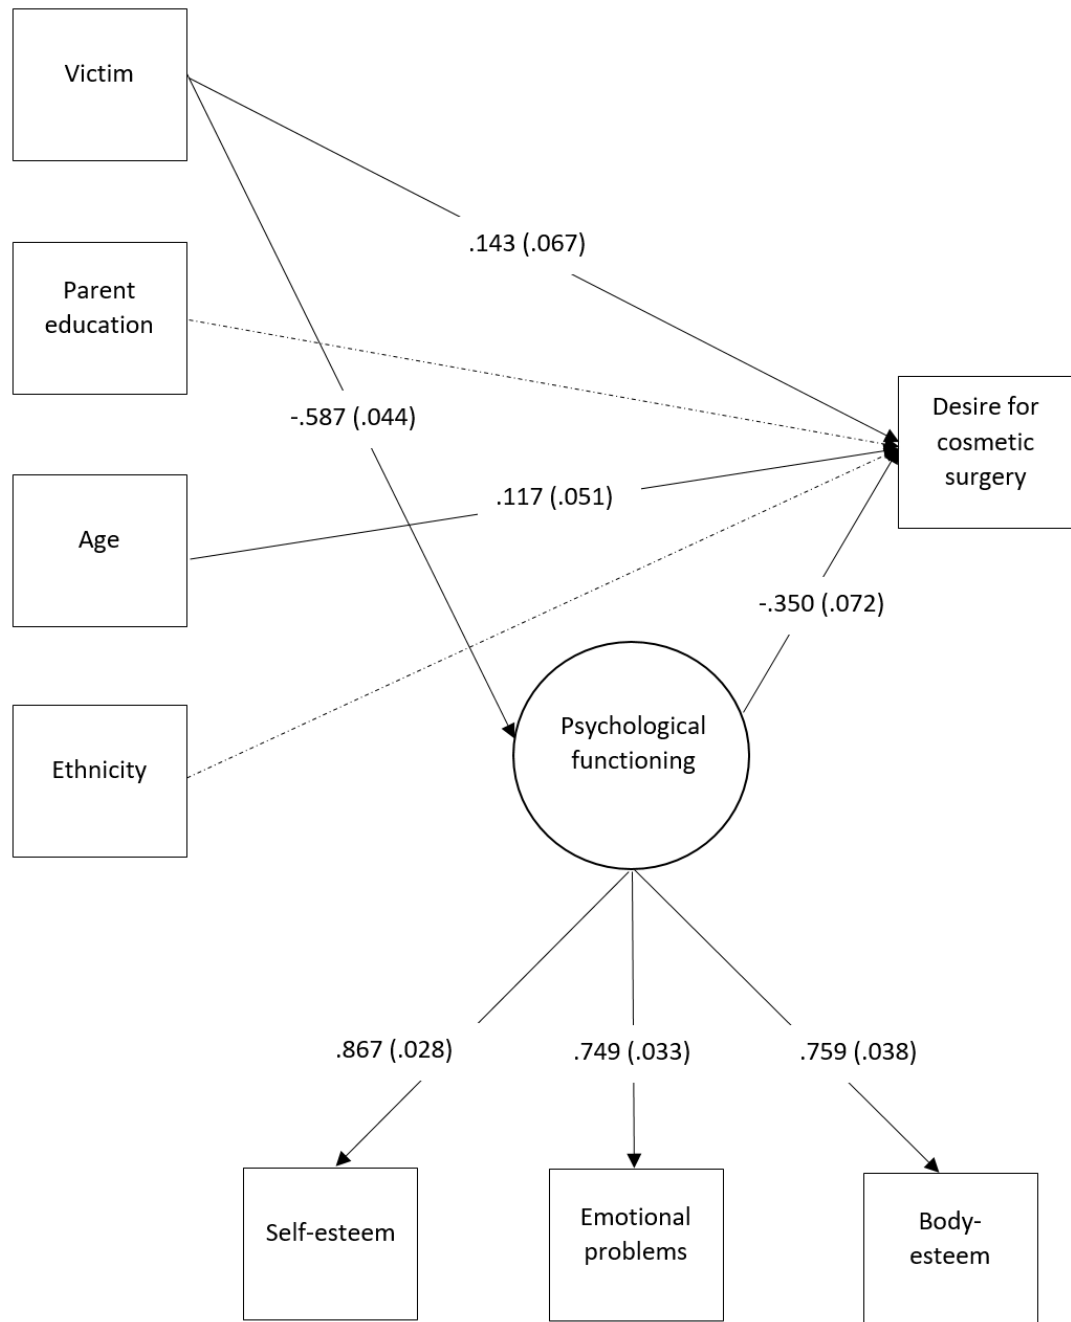 Victim
.143 (.067)
Parent
education
-.587 (.044)
Desire for
cosmetic
surgery
.117 (.051)
Age
-.350 (.072)
Ethnicity
Psychological
functioning
.867 (.028)
.749 (.033)
.759 (.038)
Self-esteem
Emotional
problems
Body-
esteem